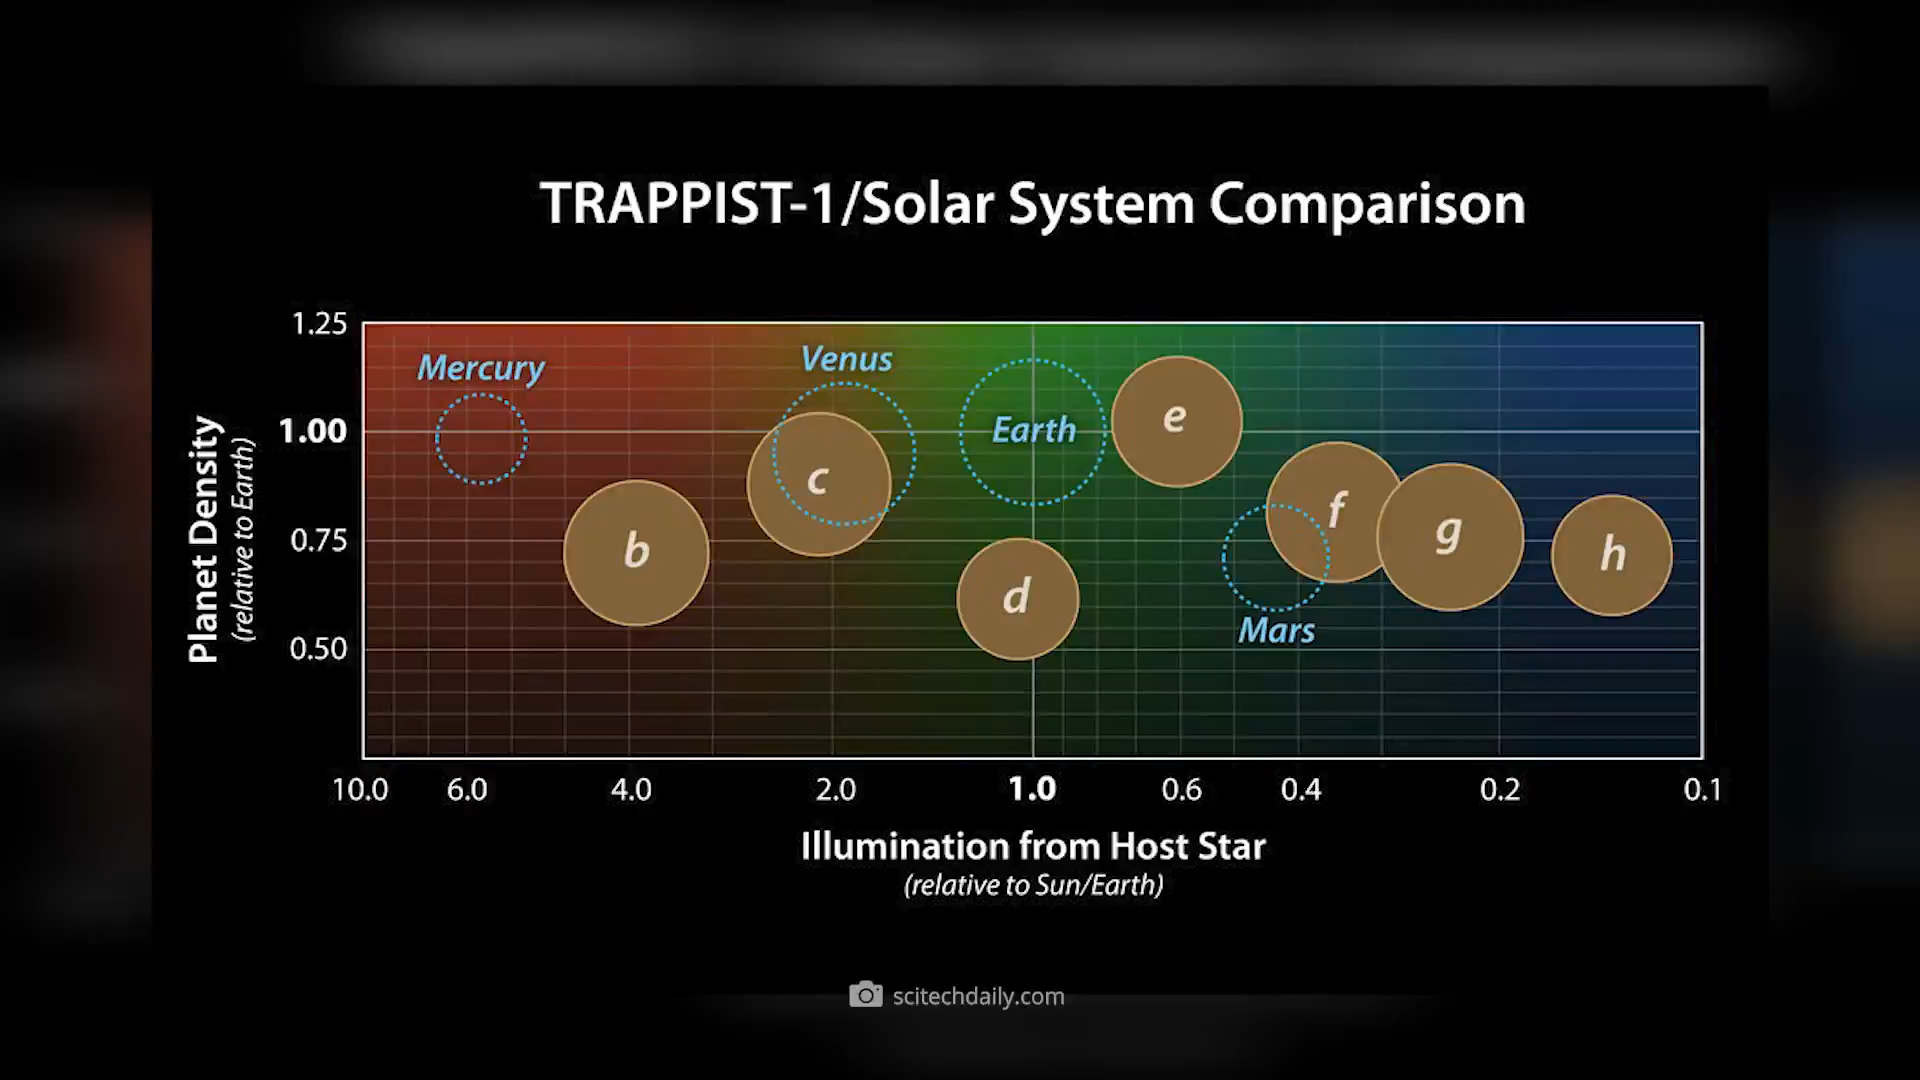 TRAPPIST-1/Solar System Comparison
1.25
Mercury
Venus
Earth
e
1.00
c
b
f
g
h
0.75
d
Mars
0.50
Planet Density
(relative to Earth)
10.0 6.0 4.0 2.0 1.0 0.6 0.4 0.2 0.1
Illumination from Host Star
(relative to Sun/Earth)
scitechdaily.com